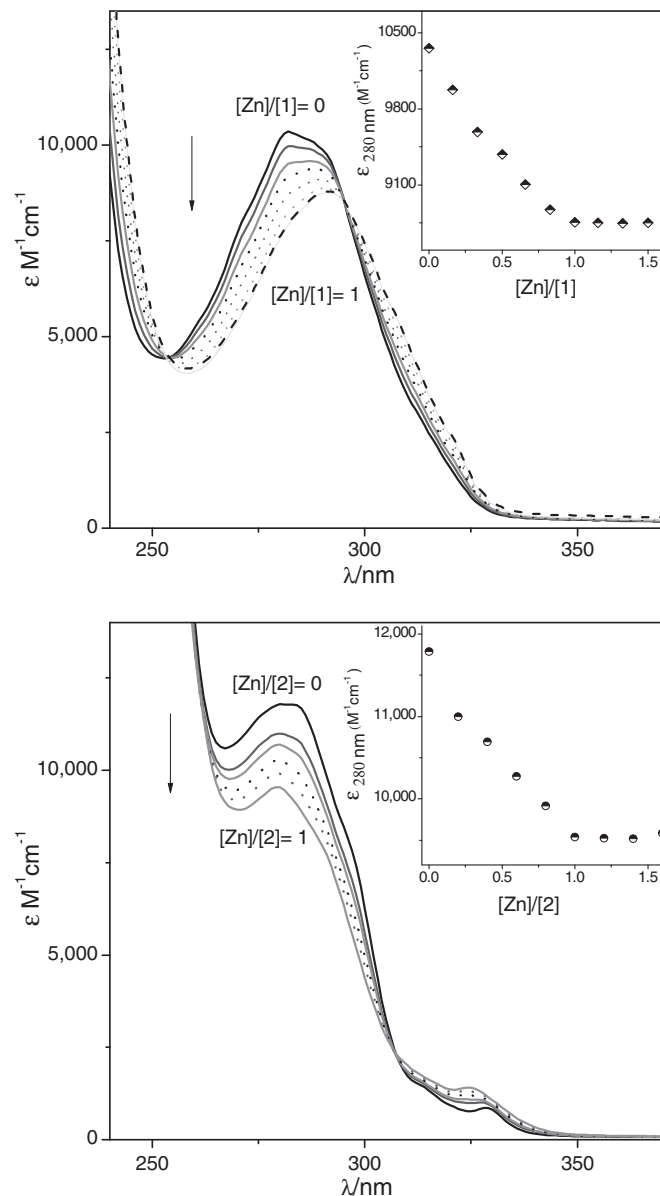 10,000
5,000
0
250
300
350
ε M⁻¹cm⁻¹
λ/nm
[Zn]/[1]= 0
[Zn]/[1]= 1
10500
9800
9100
0.0
0.5
1.0
1.5
ε 280 nm (M⁻¹cm⁻¹)
[Zn]/[1]
10,000
5,000
0
250
300
350
ε M⁻¹cm⁻¹
λ/nm
[Zn]/[2]= 0
[Zn]/[2]= 1
12,000
11,000
10,000
0.0
0.5
1.0
1.5
ε 280 nm (M⁻¹cm⁻¹)
[Zn]/[2]